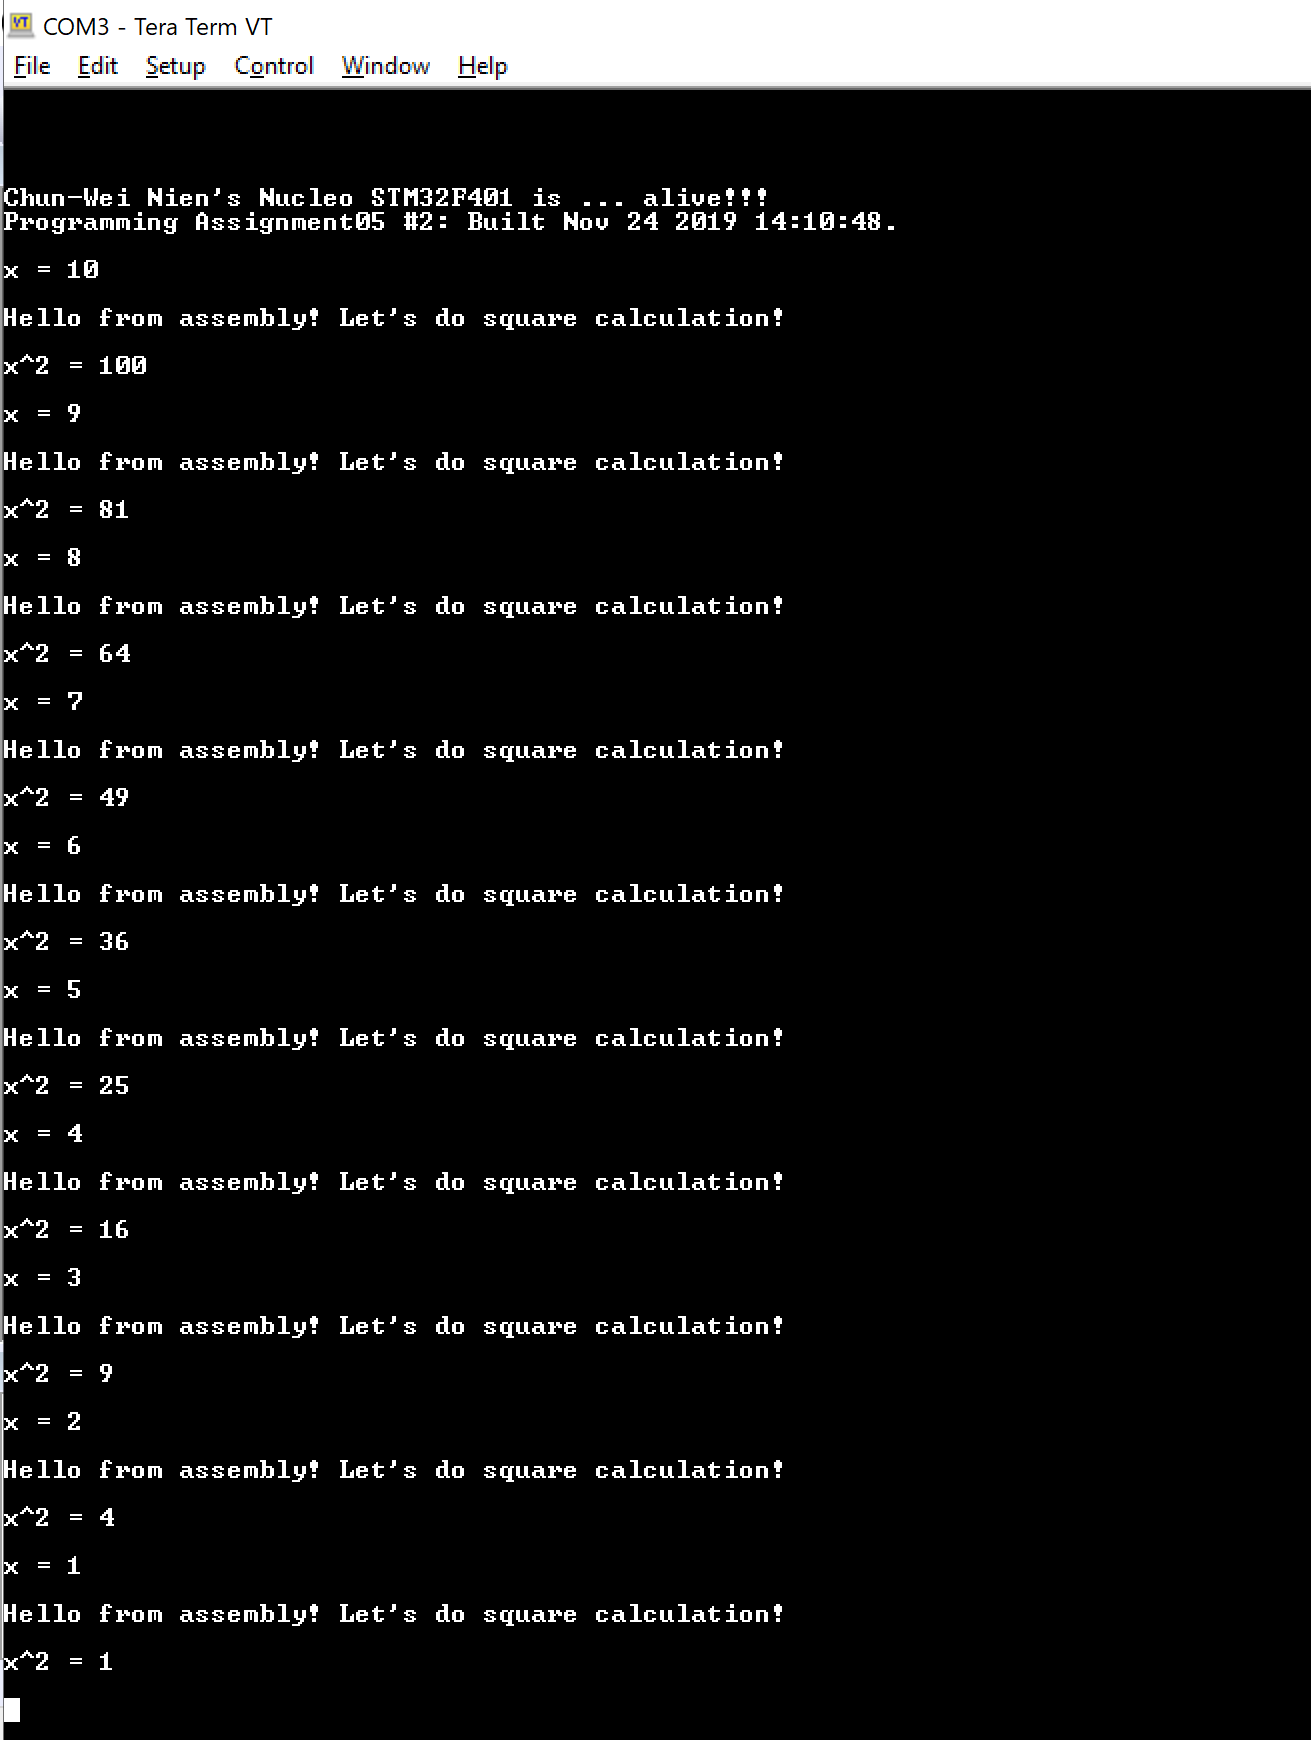 VT COM3 - Tera Term VT
File Edit Setup Control Window Help
Chun-Wei Nien's Nucleo STM32F401 is ... alive!!!
Programming Assignment05 #2: Built Nov 24 2019 14:10:48.
x = 10
Hello from assembly! Let's do square calculation!
x^2 = 100
x = 9
Hello from assembly! Let's do square calculation!
x^2 = 81
x = 8
Hello from assembly! Let's do square calculation!
x^2 = 64
x = 7
Hello from assembly! Let's do square calculation!
x^2 = 49
x = 6
Hello from assembly! Let's do square calculation!
x^2 = 36
x = 5
Hello from assembly! Let's do square calculation!
x^2 = 25
x = 4
Hello from assembly! Let's do square calculation!
x^2 = 16
x = 3
Hello from assembly! Let's do square calculation!
x^2 = 9
x = 2
Hello from assembly! Let's do square calculation!
x^2 = 4
x = 1
Hello from assembly! Let's do square calculation!
x^2 = 1